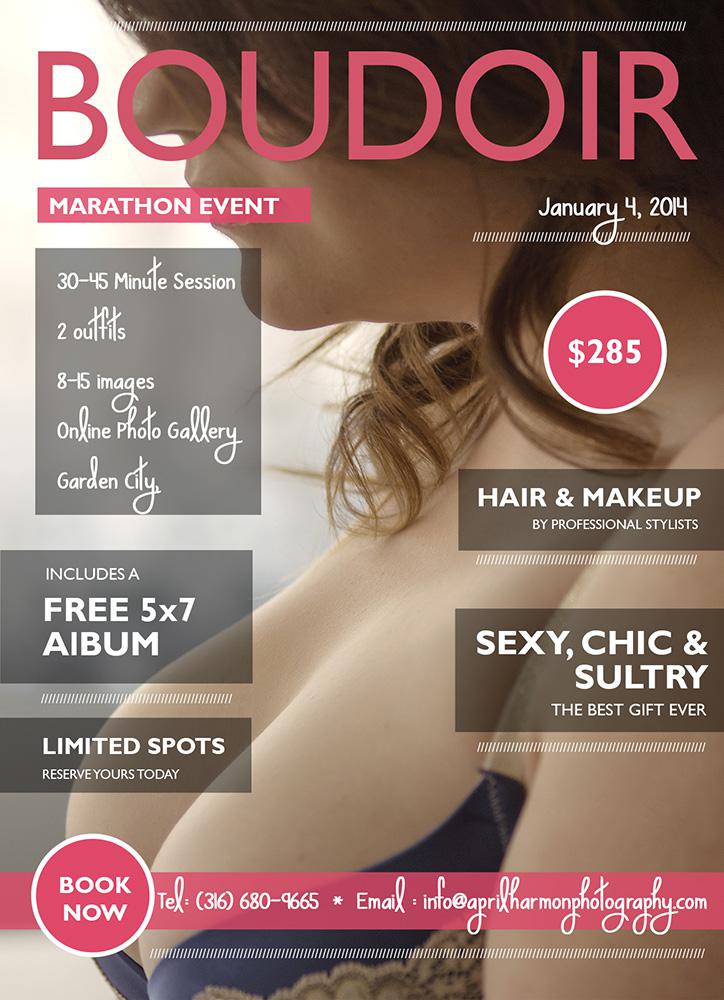 BOUDOIR
MARATHON EVENT
January 4, 2014
30-45 Minute Session
2 outfits
8-15 images
Online Photo Gallery
Garden City,
$285
HAIR & MAKEUP
BY PROFESSIONAL STYLISTS
INCLUDES A
FREE 5x7
AIBUM
SEXY, CHIC &
SULTRY
THE BEST GIFT EVER
LIMITED SPOTS
RESERVE YOURS TODAY
BOOK
NOW
Tel: (316) 680-9665 * Email : info@aprilharmonphotography.com